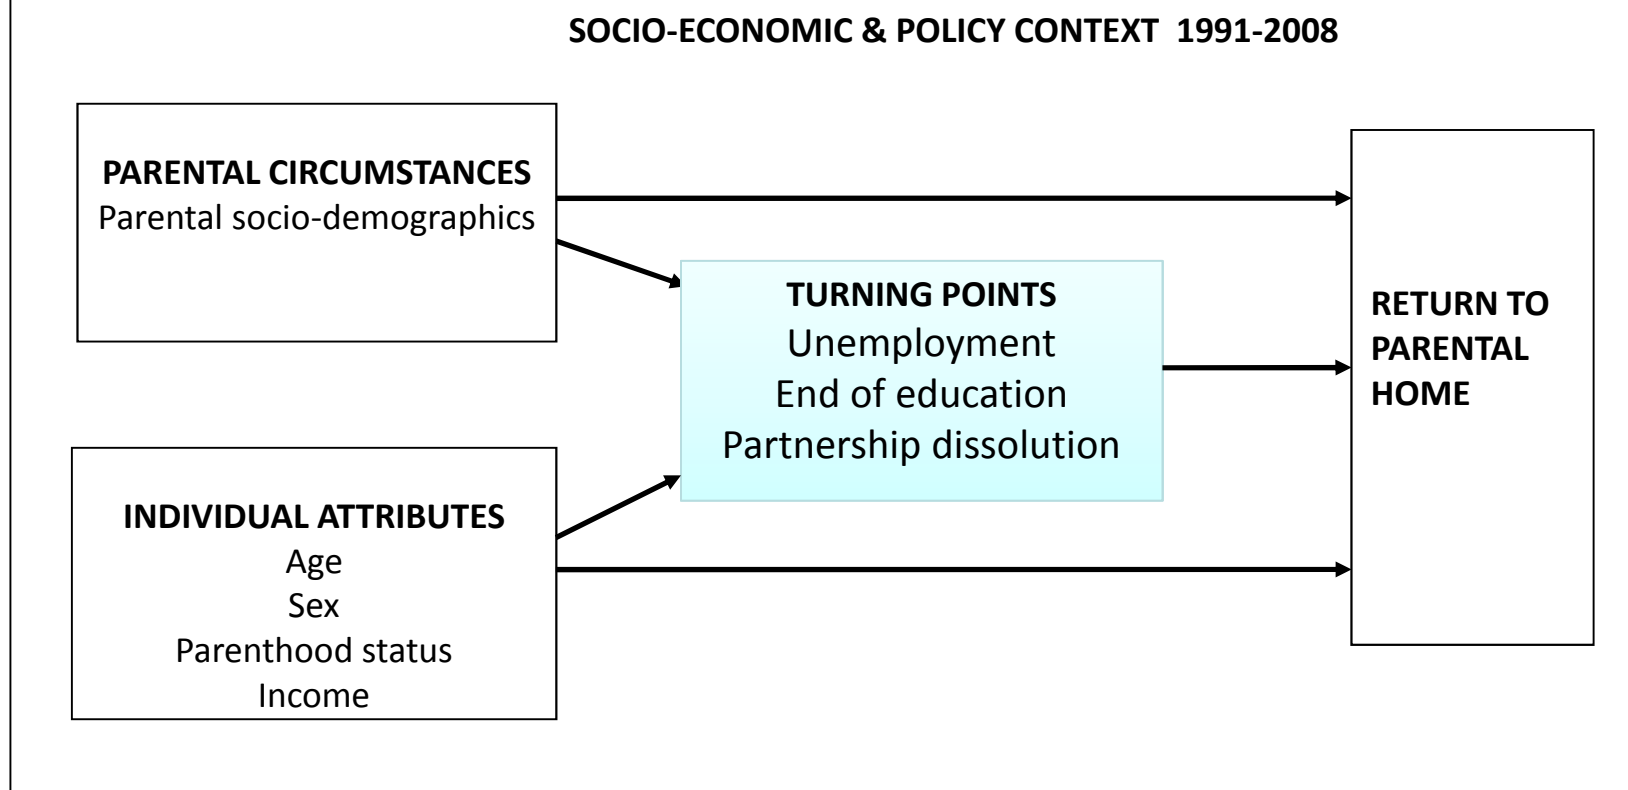 SOCIO-ECONOMIC & POLICY CONTEXT 1991-2008
PARENTAL CIRCUMSTANCES
Parental socio-demographics
TURNING POINTS
Unemployment
End of education
Partnership dissolution
RETURN TO
PARENTAL
HOME
INDIVIDUAL ATTRIBUTES
Age
Sex
Parenthood status
Income